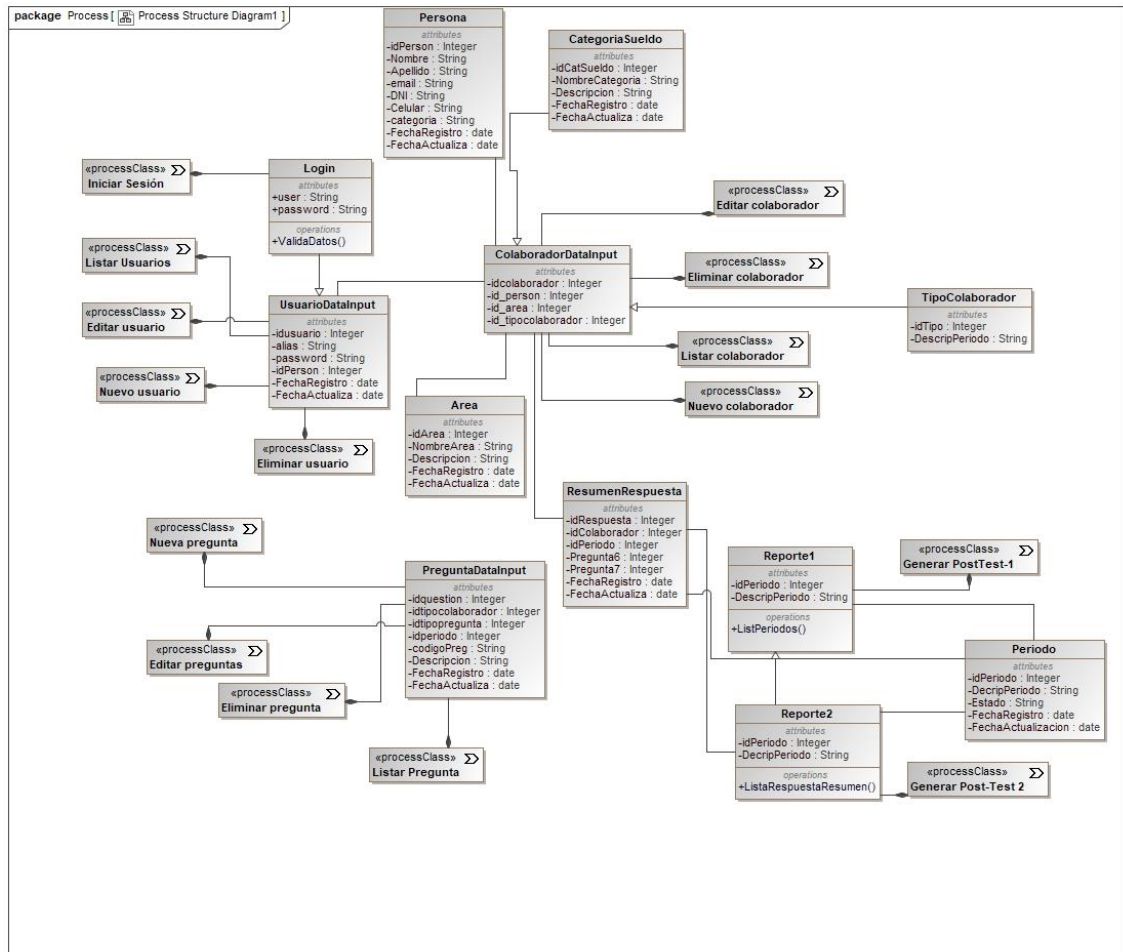 package Process [ Process Structure Diagram1 ]
Persona
attributes
-idPerson : Integer
-Nombre : String
-Apellido : String
-email : String
-DNI : String
-Celular : String
-categoria : String
-FechaRegistro : date
-FechaActualiza : date
CategoriaSueldo
attributes
-idCatSueldo : Integer
-NombreCategoria : String
-Descripcion : String
-FechaRegistro : date
-FechaActualiza : date
«processClass»
Iniciar Sesión
Login
attributes
+user : String
+password : String
operations
+ValidaDatos()
«processClass»
Editar colaborador
«processClass»
Listar Usuarios
ColaboradorDataInput
attributes
-idcolaborador : Integer
-id_person : Integer
-id_area : Integer
-id_tipocolaborador : Integer
«processClass»
Eliminar colaborador
UsuarioDataInput
attributes
-idusuario : Integer
-alias : String
-password : String
-idPerson : Integer
-FechaRegistro : date
-FechaActualiza : date
«processClass»
Editar usuario
TipoColaborador
attributes
-idTipo : Integer
-DescripPeriodo : String
«processClass»
Listar colaborador
«processClass»
Nuevo usuario
«processClass»
Nuevo colaborador
Area
attributes
-idArea : Integer
-NombreArea : String
-Descripcion : String
-FechaRegistro : date
-FechaActualiza : date
«processClass»
Eliminar usuario
ResumenRespuesta
attributes
-idRespuesta : Integer
-idColaborador : Integer
-idPeriodo : Integer
-Pregunta6 : Integer
-Pregunta7 : Integer
-FechaRegistro : date
-FechaActualiza : date
«processClass»
Nueva pregunta
Reporte1
attributes
-idPeriodo : Integer
-DescripPeriodo : String
operations
+ListPeriodos()
«processClass»
Generar PostTest-1
PreguntaDataInput
attributes
-idquestion : Integer
-idtipocolaborador : Integer
-idtipopregunta : Integer
-idperiodo : Integer
-codigoPreg : String
-Descripcion : String
-FechaRegistro : date
-FechaActualiza : date
«processClass»
Editar preguntas
Periodo
attributes
-idPeriodo : Integer
-DecripPeriodo : String
-Estado : String
-FechaRegistro : date
-FechaActualizacion : date
«processClass»
Eliminar pregunta
Reporte2
attributes
-idPeriodo : Integer
-DecripPeriodo : String
operations
+ListaRespuestaResumen()
«processClass»
Listar Pregunta
«processClass»
Generar Post-Test 2